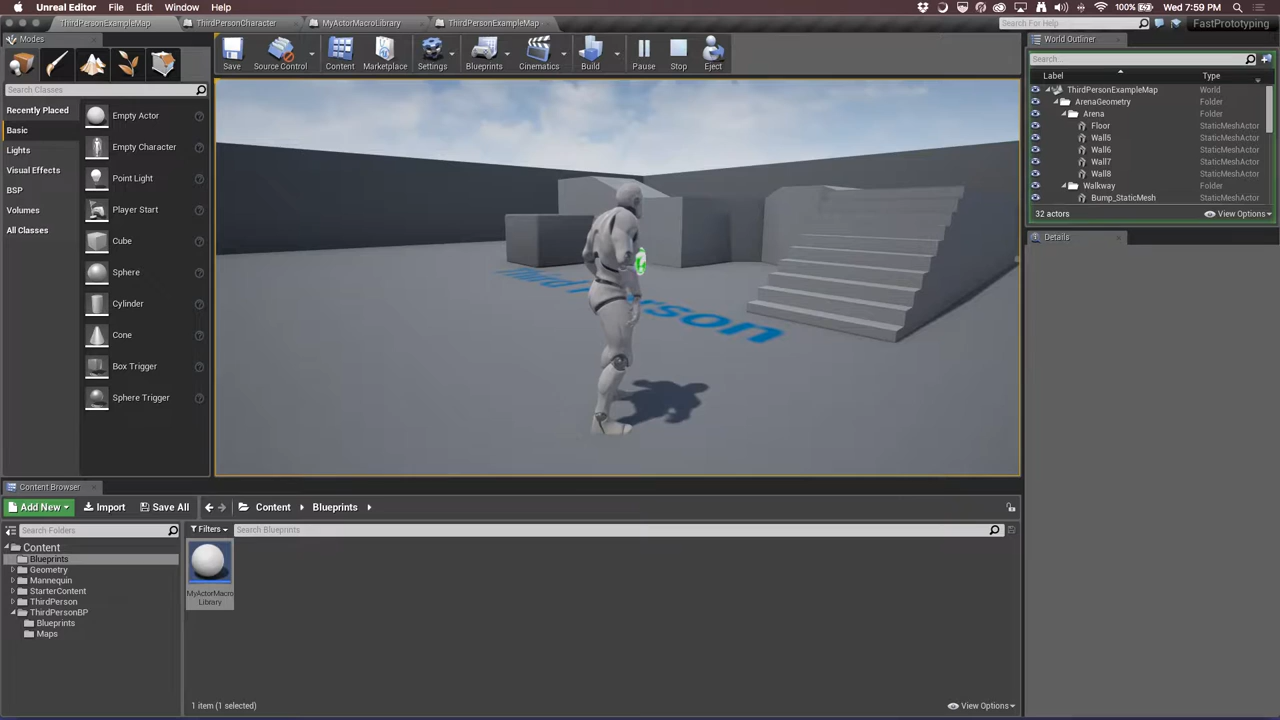 Unreal Editor File Edit Window Help
100% Wed 7:59 PM
ThirdPersonExampleMap ThirdPersonCharacter MyActorMacroLibrary ThirdPersonExampleMap
Search For Help FastPrototyping
Modes
Search Classes
Recently Placed
Basic
Lights
Visual Effects
BSP
Volumes
All Classes
Empty Actor
Empty Character
Point Light
Player Start
Cube
Sphere
Cylinder
Cone
Box Trigger
Sphere Trigger
Save Source Control Content Marketplace Settings Blueprints Cinematics Build Pause Stop Eject
Third Person
World Outliner
Search...
Label Type
ThirdPersonExampleMap World
ArenaGeometry Folder
Arena Folder
Floor StaticMeshActor
Wall5 StaticMeshActor
Wall6 StaticMeshActor
Wall7 StaticMeshActor
Wall8 StaticMeshActor
Walkway Folder
Bump_StaticMesh StaticMeshActor
32 actors View Options
Details
Content Browser
Add New Import Save All Content Blueprints
Search Folders
Filters Search Blueprints
Content
Blueprints
Geometry
Mannequin
StarterContent
ThirdPerson
ThirdPersonBP
Blueprints
Maps
MyActorMacro
Library
1 item (1 selected) View Options